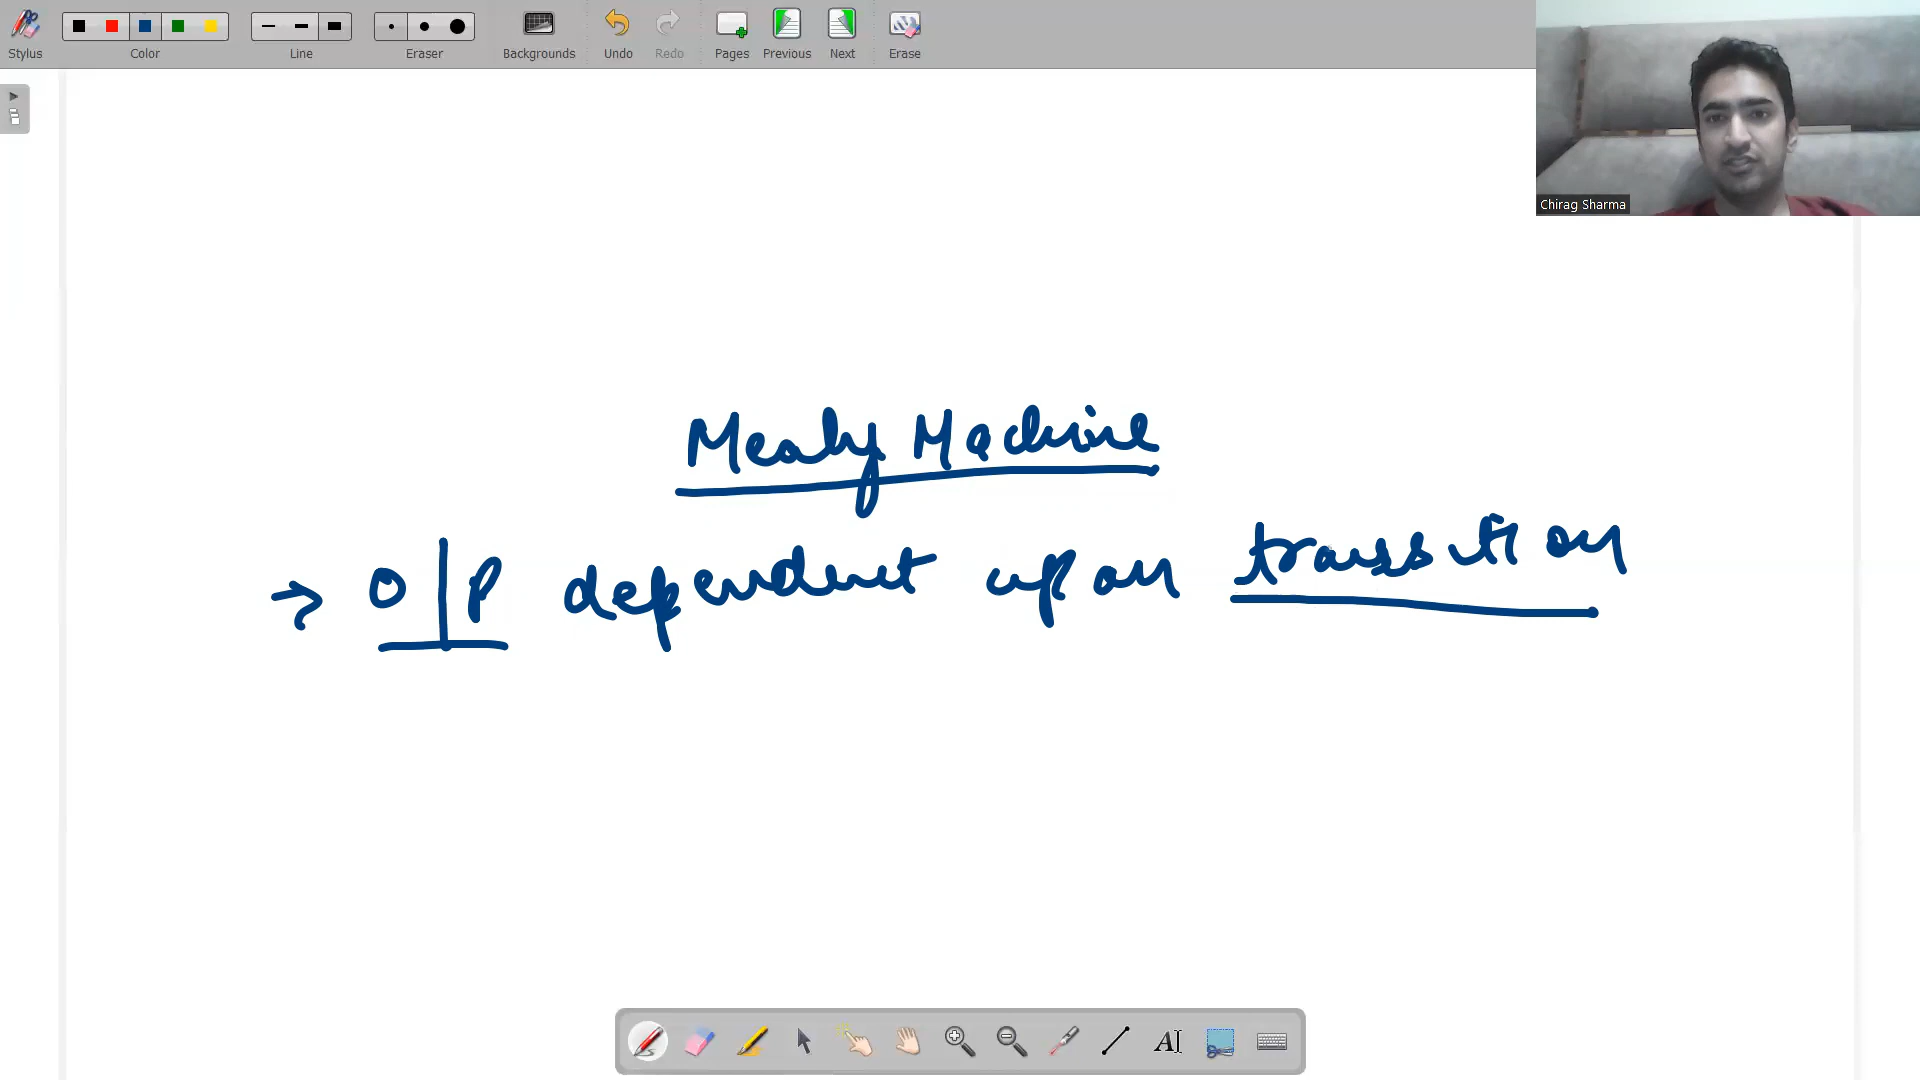 Stylus
Color
Line
Eraser
Backgrounds
Undo
Redo
Pages
Previous
Next
Erase
Chirag Sharma
Mealy Machine
→ O|P dependent upon transition